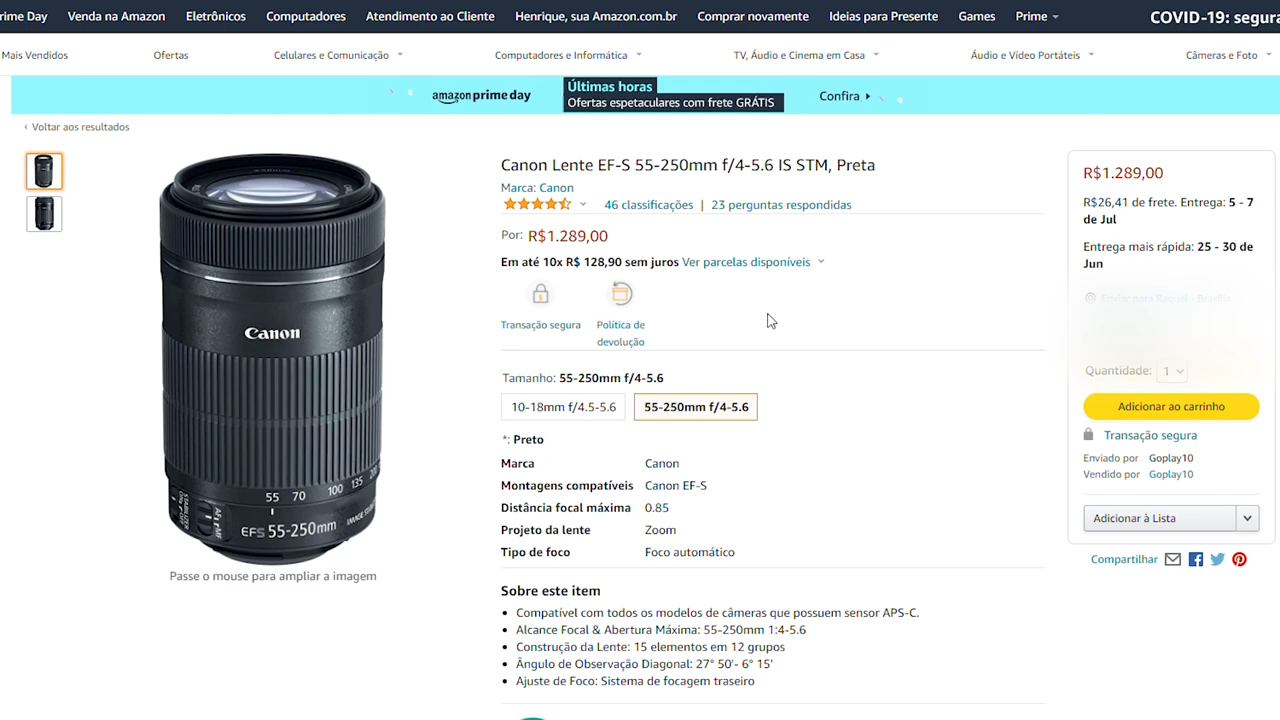 rime Day Venda na Amazon Eletrônicos Computadores Atendimento ao Cliente Henrique, sua Amazon.com.br Comprar novamente Ideias para Presente Games Prime COVID-19: segura
Mais Vendidos Ofertas Celulares e Comunicação Computadores e Informática TV, Áudio e Cinema em Casa Áudio e Vídeo Portáteis Câmeras e Foto
amazon prime day
Últimas horas
Ofertas espetaculares com frete GRÁTIS
Confira
‹ Voltar aos resultados
Canon
55 70 100 135 200
STABILIZER
AF MF
EFS 55-250mm
Passe o mouse para ampliar a imagem
Canon Lente EF-S 55-250mm f/4-5.6 IS STM, Preta
Marca: Canon
46 classificações | 23 perguntas respondidas
Por: R$1.289,00
Em até 10x R$ 128,90 sem juros Ver parcelas disponíveis
Transação segura
Política de
devolução
Tamanho: 55-250mm f/4-5.6
10-18mm f/4.5-5.6 55-250mm f/4-5.6
*: Preto
Marca Canon
Montagens compatíveis Canon EF-S
Distância focal máxima 0.85
Projeto da lente Zoom
Tipo de foco Foco automático
Sobre este item
• Compatível com todos os modelos de câmeras que possuem sensor APS-C.
• Alcance Focal & Abertura Máxima: 55-250mm 1:4-5.6
• Construção da Lente: 15 elementos em 12 grupos
• Ângulo de Observação Diagonal: 27° 50'- 6° 15'
• Ajuste de Foco: Sistema de focagem traseiro
R$1.289,00
R$26,41 de frete. Entrega: 5 - 7
de Jul
Entrega mais rápida: 25 - 30 de
Jun
Enviar para Raquel - Brasília
Quantidade: 1
Adicionar ao carrinho
Transação segura
Enviado por Goplay10
Vendido por Goplay10
Adicionar à Lista
Compartilhar